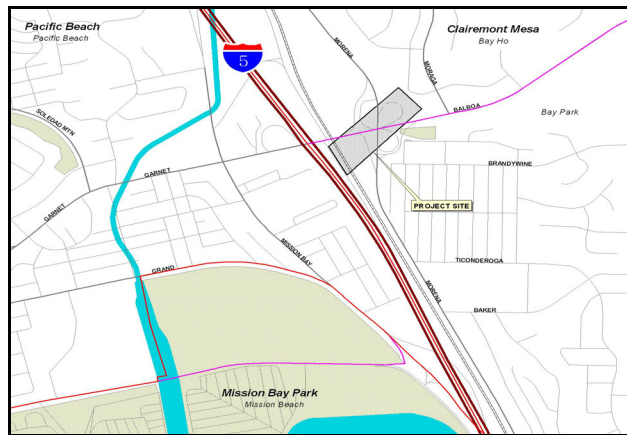 Pacific Beach
Pacific Beach
5
MORENA
Clairemont Mesa
Bay Ho
MORAGA
BALBOA
Bay Park
SOLEDAD MTN
BRANDYWINE
GARNET
PROJECT SITE
GARNET
MISSION BAY
TICONDEROGA
GRAND
MORENA
BAKER
Mission Bay Park
Mission Beach